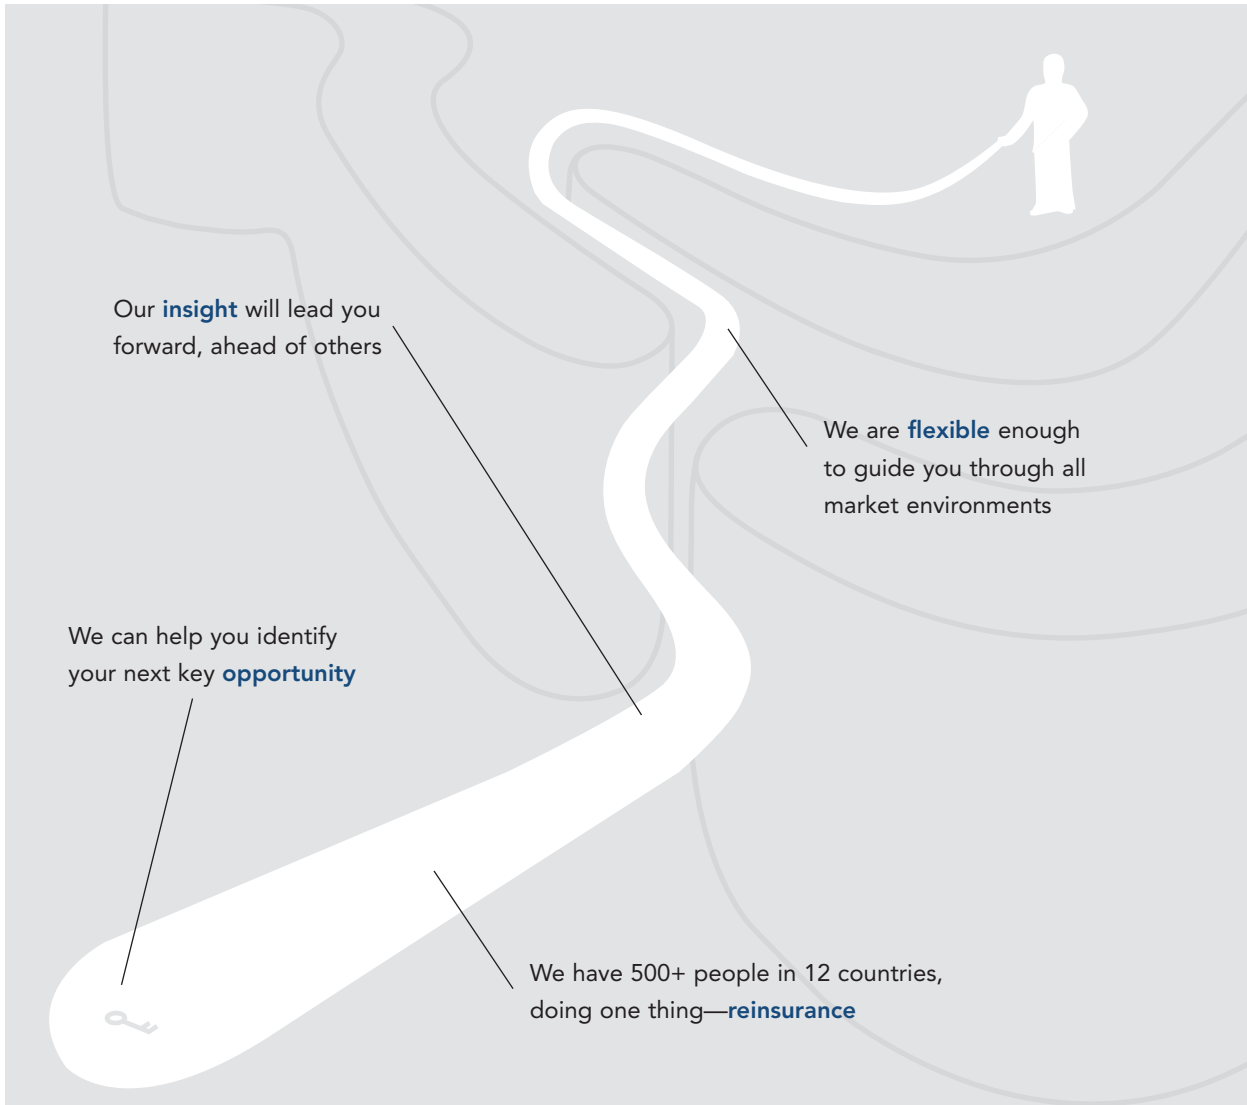 Our insight will lead you
forward, ahead of others
We are flexible enough
to guide you through all
market environments
We can help you identify
your next key opportunity
We have 500+ people in 12 countries,
doing one thing—reinsurance